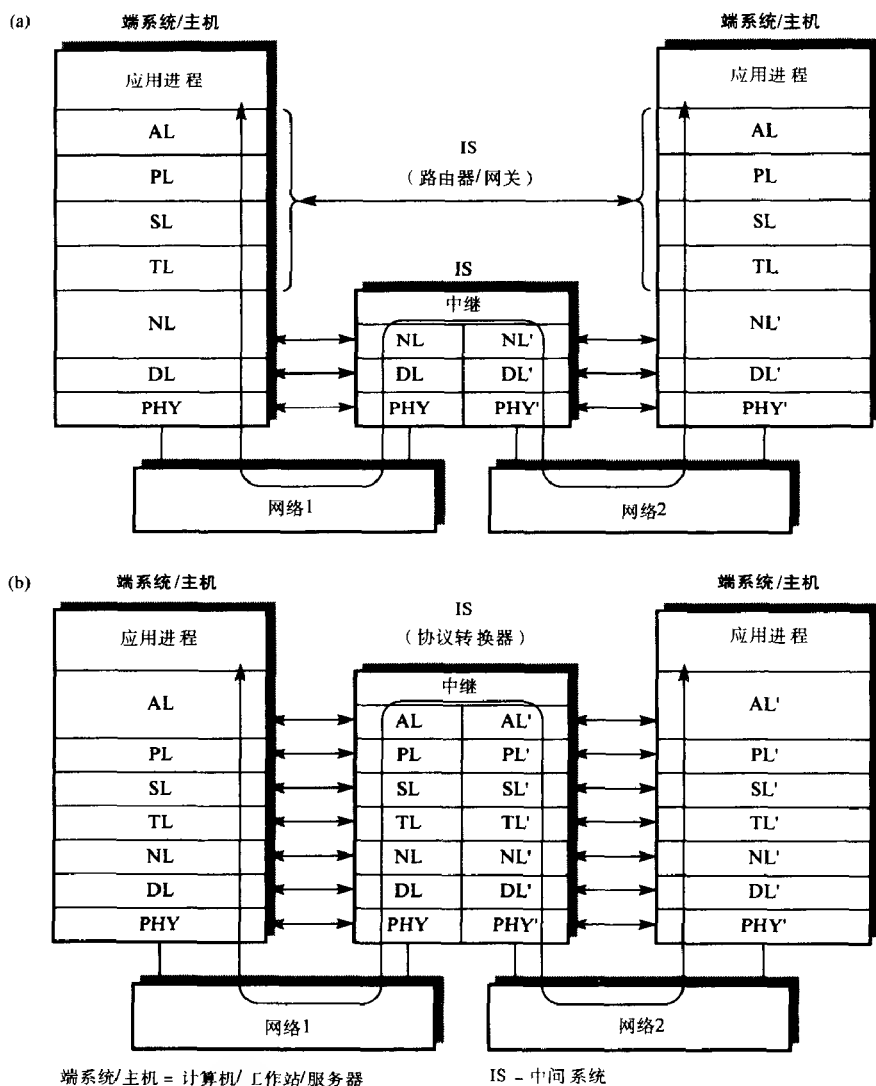 (a)
端系统/主机
端系统/主机
应用进程
AL
PL
SL
TL
NL
DL
PHY
IS
(路由器/网关)
IS
中继
NL NL'
DL DL'
PHY PHY'
应用进程
AL
PL
SL
TL
NL'
DL'
PHY'
网络1
网络2
(b)
端系统/主机
端系统/主机
应用进程
AL
PL
SL
TL
NL
DL
PHY
IS
(协议转换器)
中继
AL AL'
PL PL'
SL SL'
TL TL'
NL NL'
DL DL'
PHY PHY'
应用进程
AL'
PL'
SL'
TL'
NL'
DL'
PHY'
网络1
网络2
端系统/主机 = 计算机/工作站/服务器
IS - 中间系统